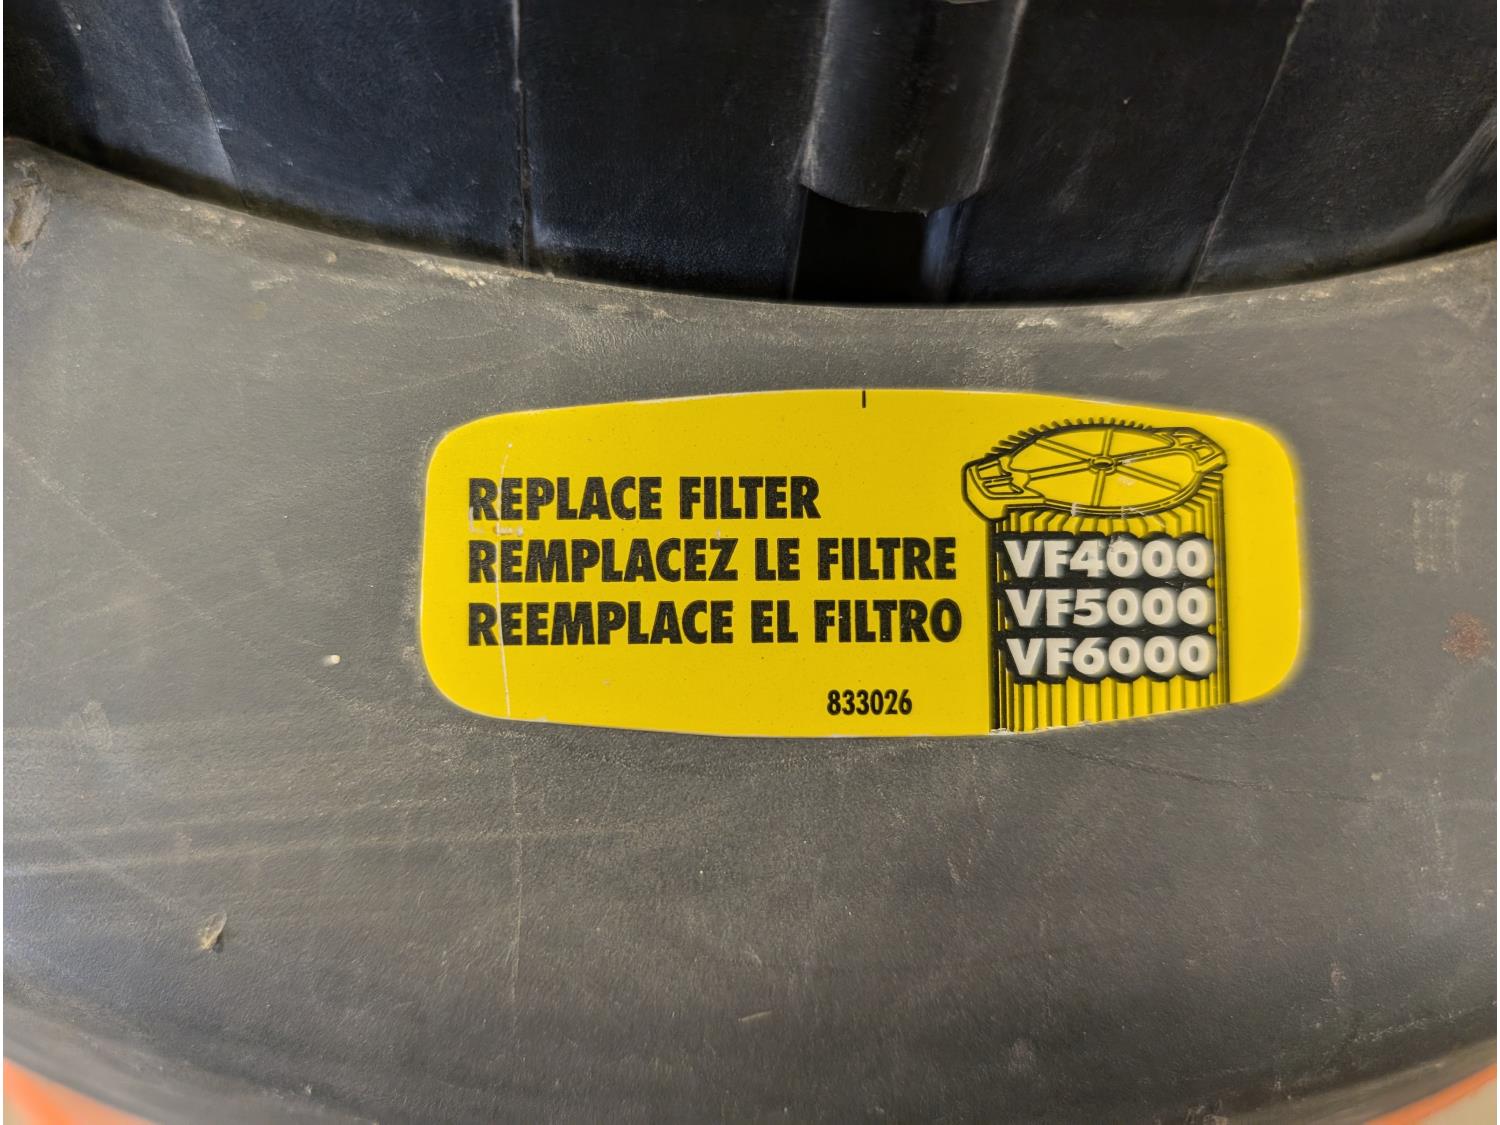 REPLACE FILTER
REMPLACEZ LE FILTRE
REEMPLACE EL FILTRO
VF4000
VF5000
VF6000
833026